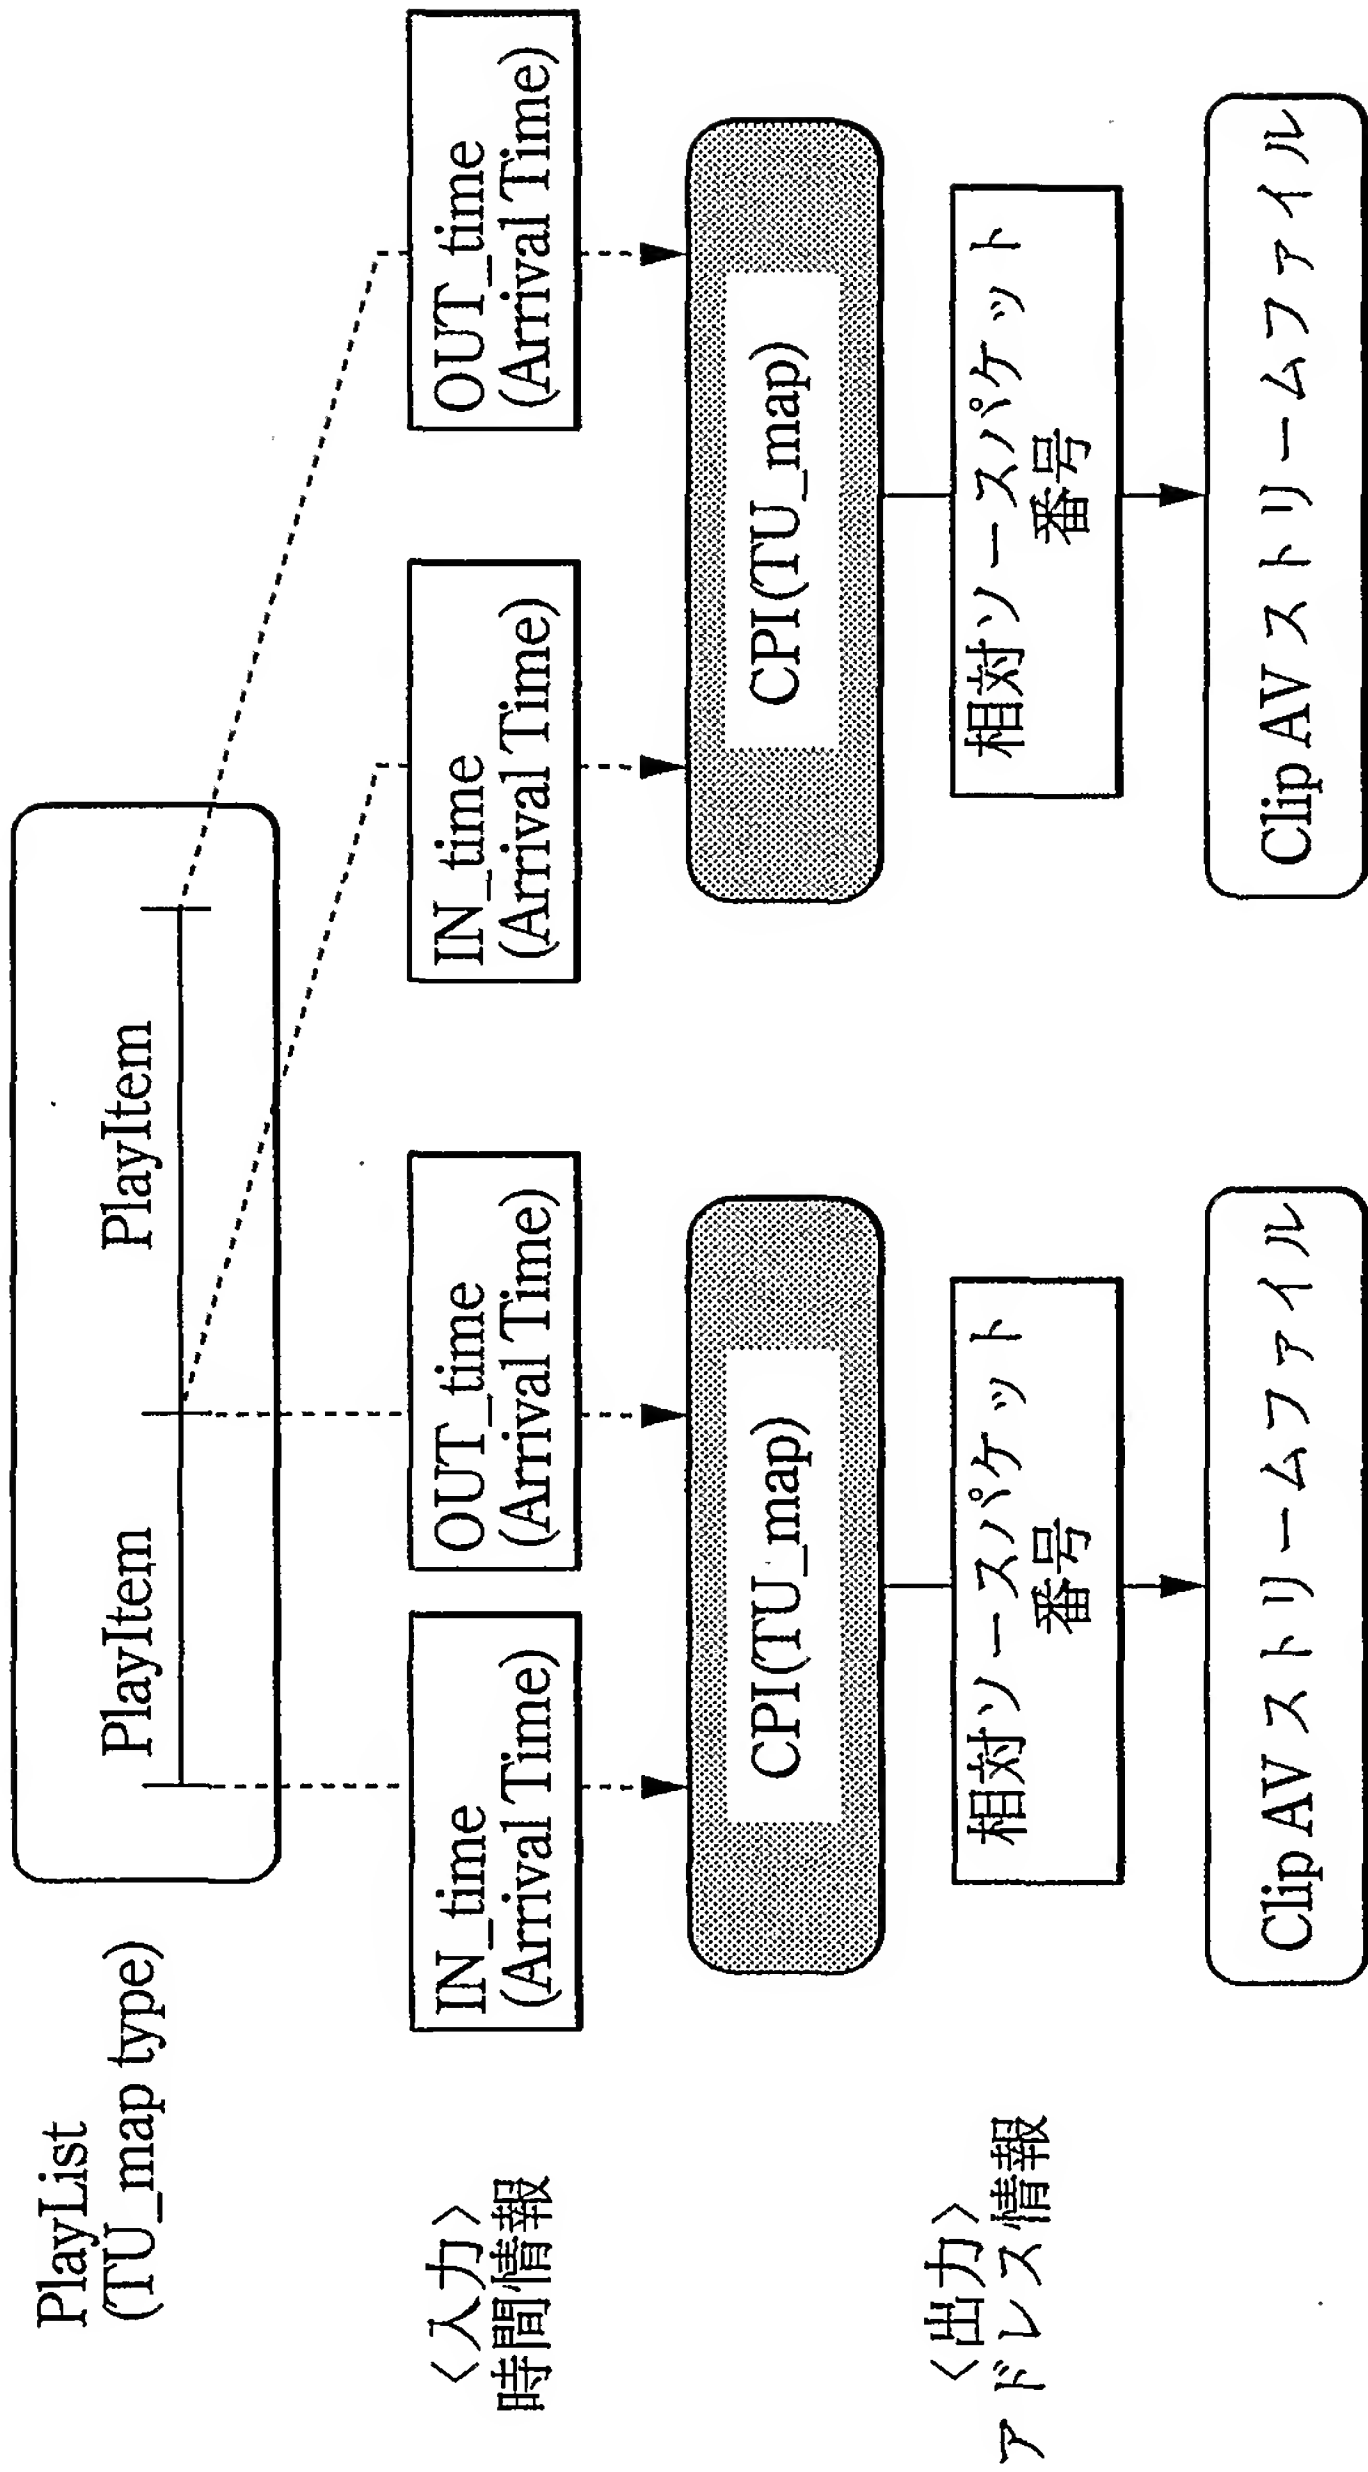 PlayList
(TU_map type)
PlayItem
PlayItem
<入力>
時間情報
IN_time
(Arrival Time)
OUT_time
(Arrival Time)
IN_time
(Arrival Time)
OUT_time
(Arrival Time)
CPI(TU_map)
CPI(TU_map)
<出力>
アドレス情報
相対ソースパケット
番号
相対ソースパケット
番号
Clip AVストリームファイル
Clip AVストリームファイル